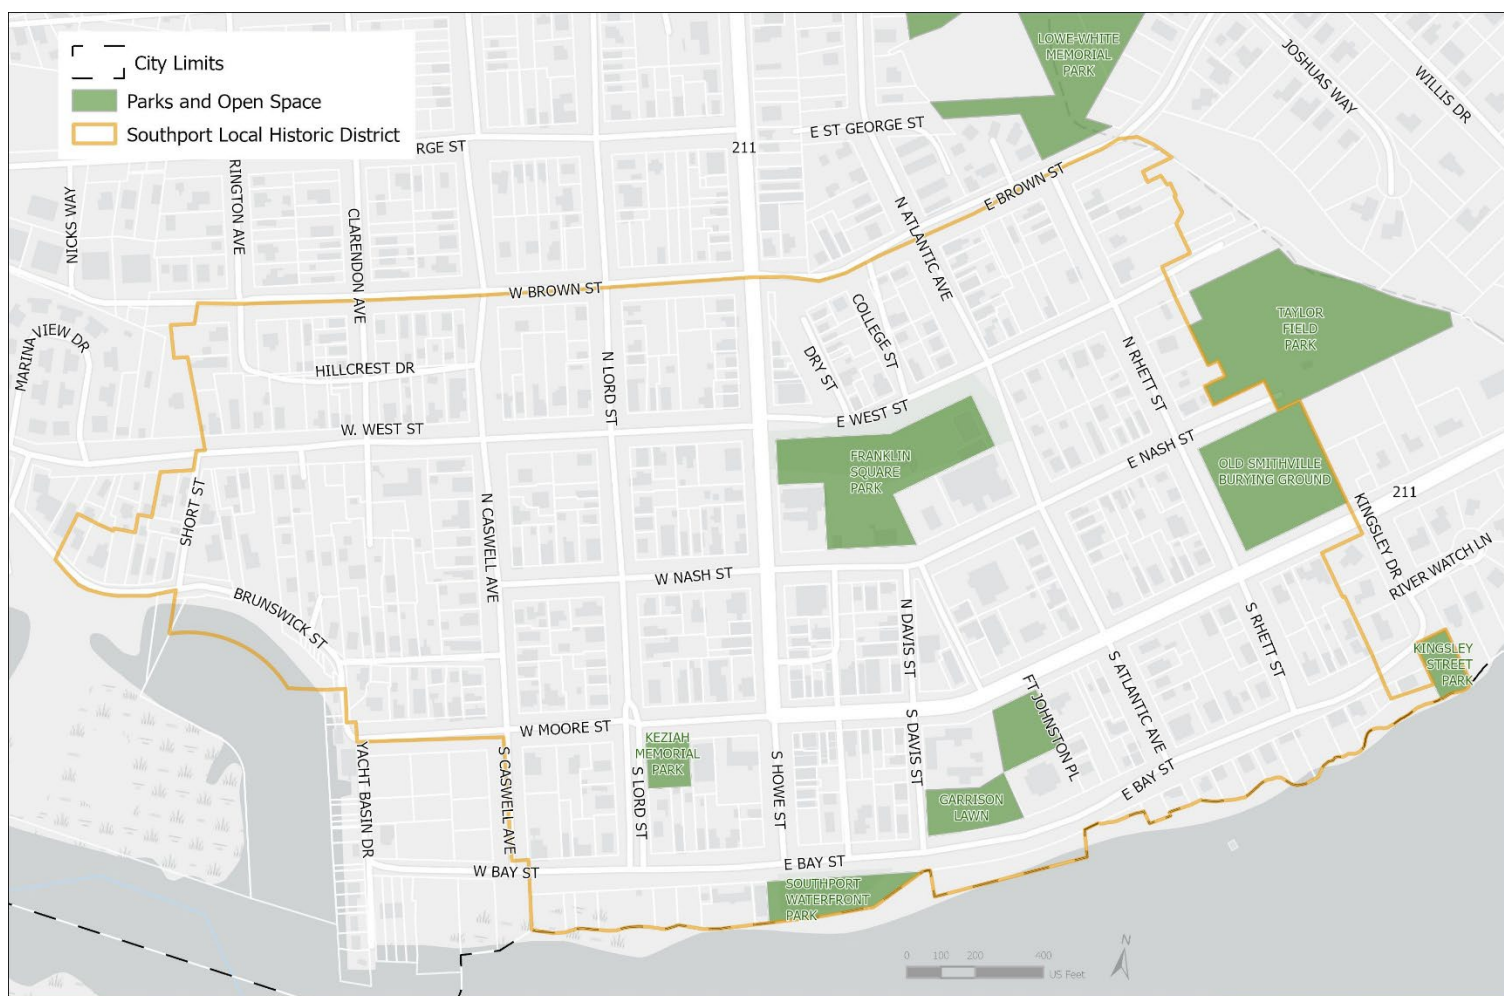 City Limits
Parks and Open Space
Southport Local Historic District
LOWE-WHITE
MEMORIAL
PARK
JOSHUAS WAY
WILLIS DR
E ST GEORGE ST
RGE ST
211
NICKS WAY
RINGTON AVE
CLARENDON AVE
N ATLANTIC AVE
E BROWN ST
W BROWN ST
MARINA VIEW DR
HILLCREST DR
N LORD ST
DRY ST
COLLEGE ST
N RHETT ST
TAYLOR
FIELD
PARK
W. WEST ST
E WEST ST
E NASH ST
FRANKLIN
SQUARE
PARK
OLD SMITHVILLE
BURYING GROUND
211
SHORT ST
N CASWELL AVE
KINGSLEY DR
RIVER WATCH LN
W NASH ST
BRUNSWICK ST
N DAVIS ST
S RHETT ST
KINGSLEY
STREET
PARK
W MOORE ST
KEZIAH
MEMORIAL
PARK
FT JOHNSTON PL
S ATLANTIC AVE
YACHT BASIN DR
S CASWELL AVE
S LORD ST
S HOWE ST
S DAVIS ST
GARRISON
LAWN
E BAY ST
W BAY ST
E BAY ST
SOUTHPORT
WATERFRONT
PARK
N
0 100 200 400
US Feet